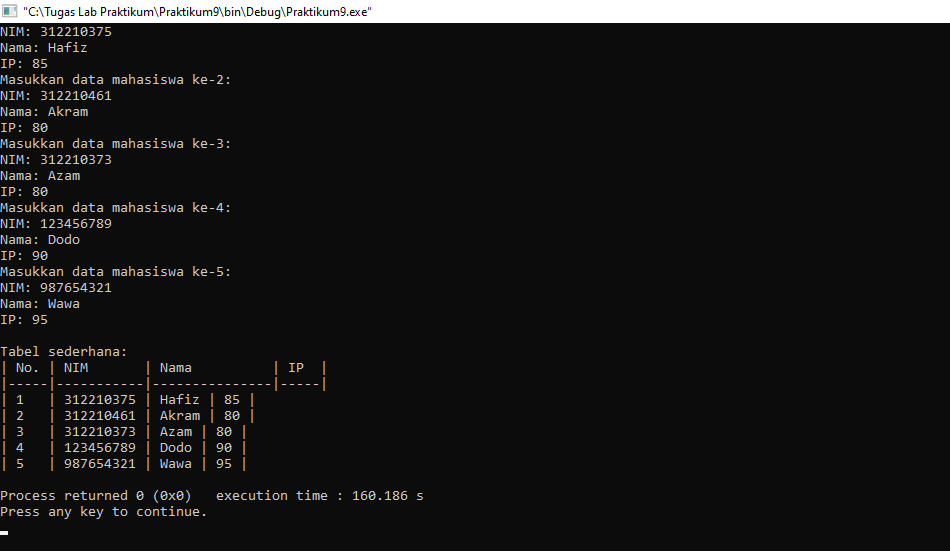 "C:\Tugas Lab Praktikum\Praktikum9\bin\Debug\Praktikum9.exe"
NIM: 312210375
Nama: Hafiz
IP: 85
Masukkan data mahasiswa ke-2:
NIM: 312210461
Nama: Akram
IP: 80
Masukkan data mahasiswa ke-3:
NIM: 312210373
Nama: Azam
IP: 80
Masukkan data mahasiswa ke-4:
NIM: 123456789
Nama: Dodo
IP: 90
Masukkan data mahasiswa ke-5:
NIM: 987654321
Nama: Wawa
IP: 95

Tabel sederhana:
| No. | NIM       | Nama          | IP  |
|-----|-----------|---------------|-----|
| 1   | 312210375 | Hafiz | 85 |
| 2   | 312210461 | Akram | 80 |
| 3   | 312210373 | Azam | 80 |
| 4   | 123456789 | Dodo | 90 |
| 5   | 987654321 | Wawa | 95 |

Process returned 0 (0x0)   execution time : 160.186 s
Press any key to continue.